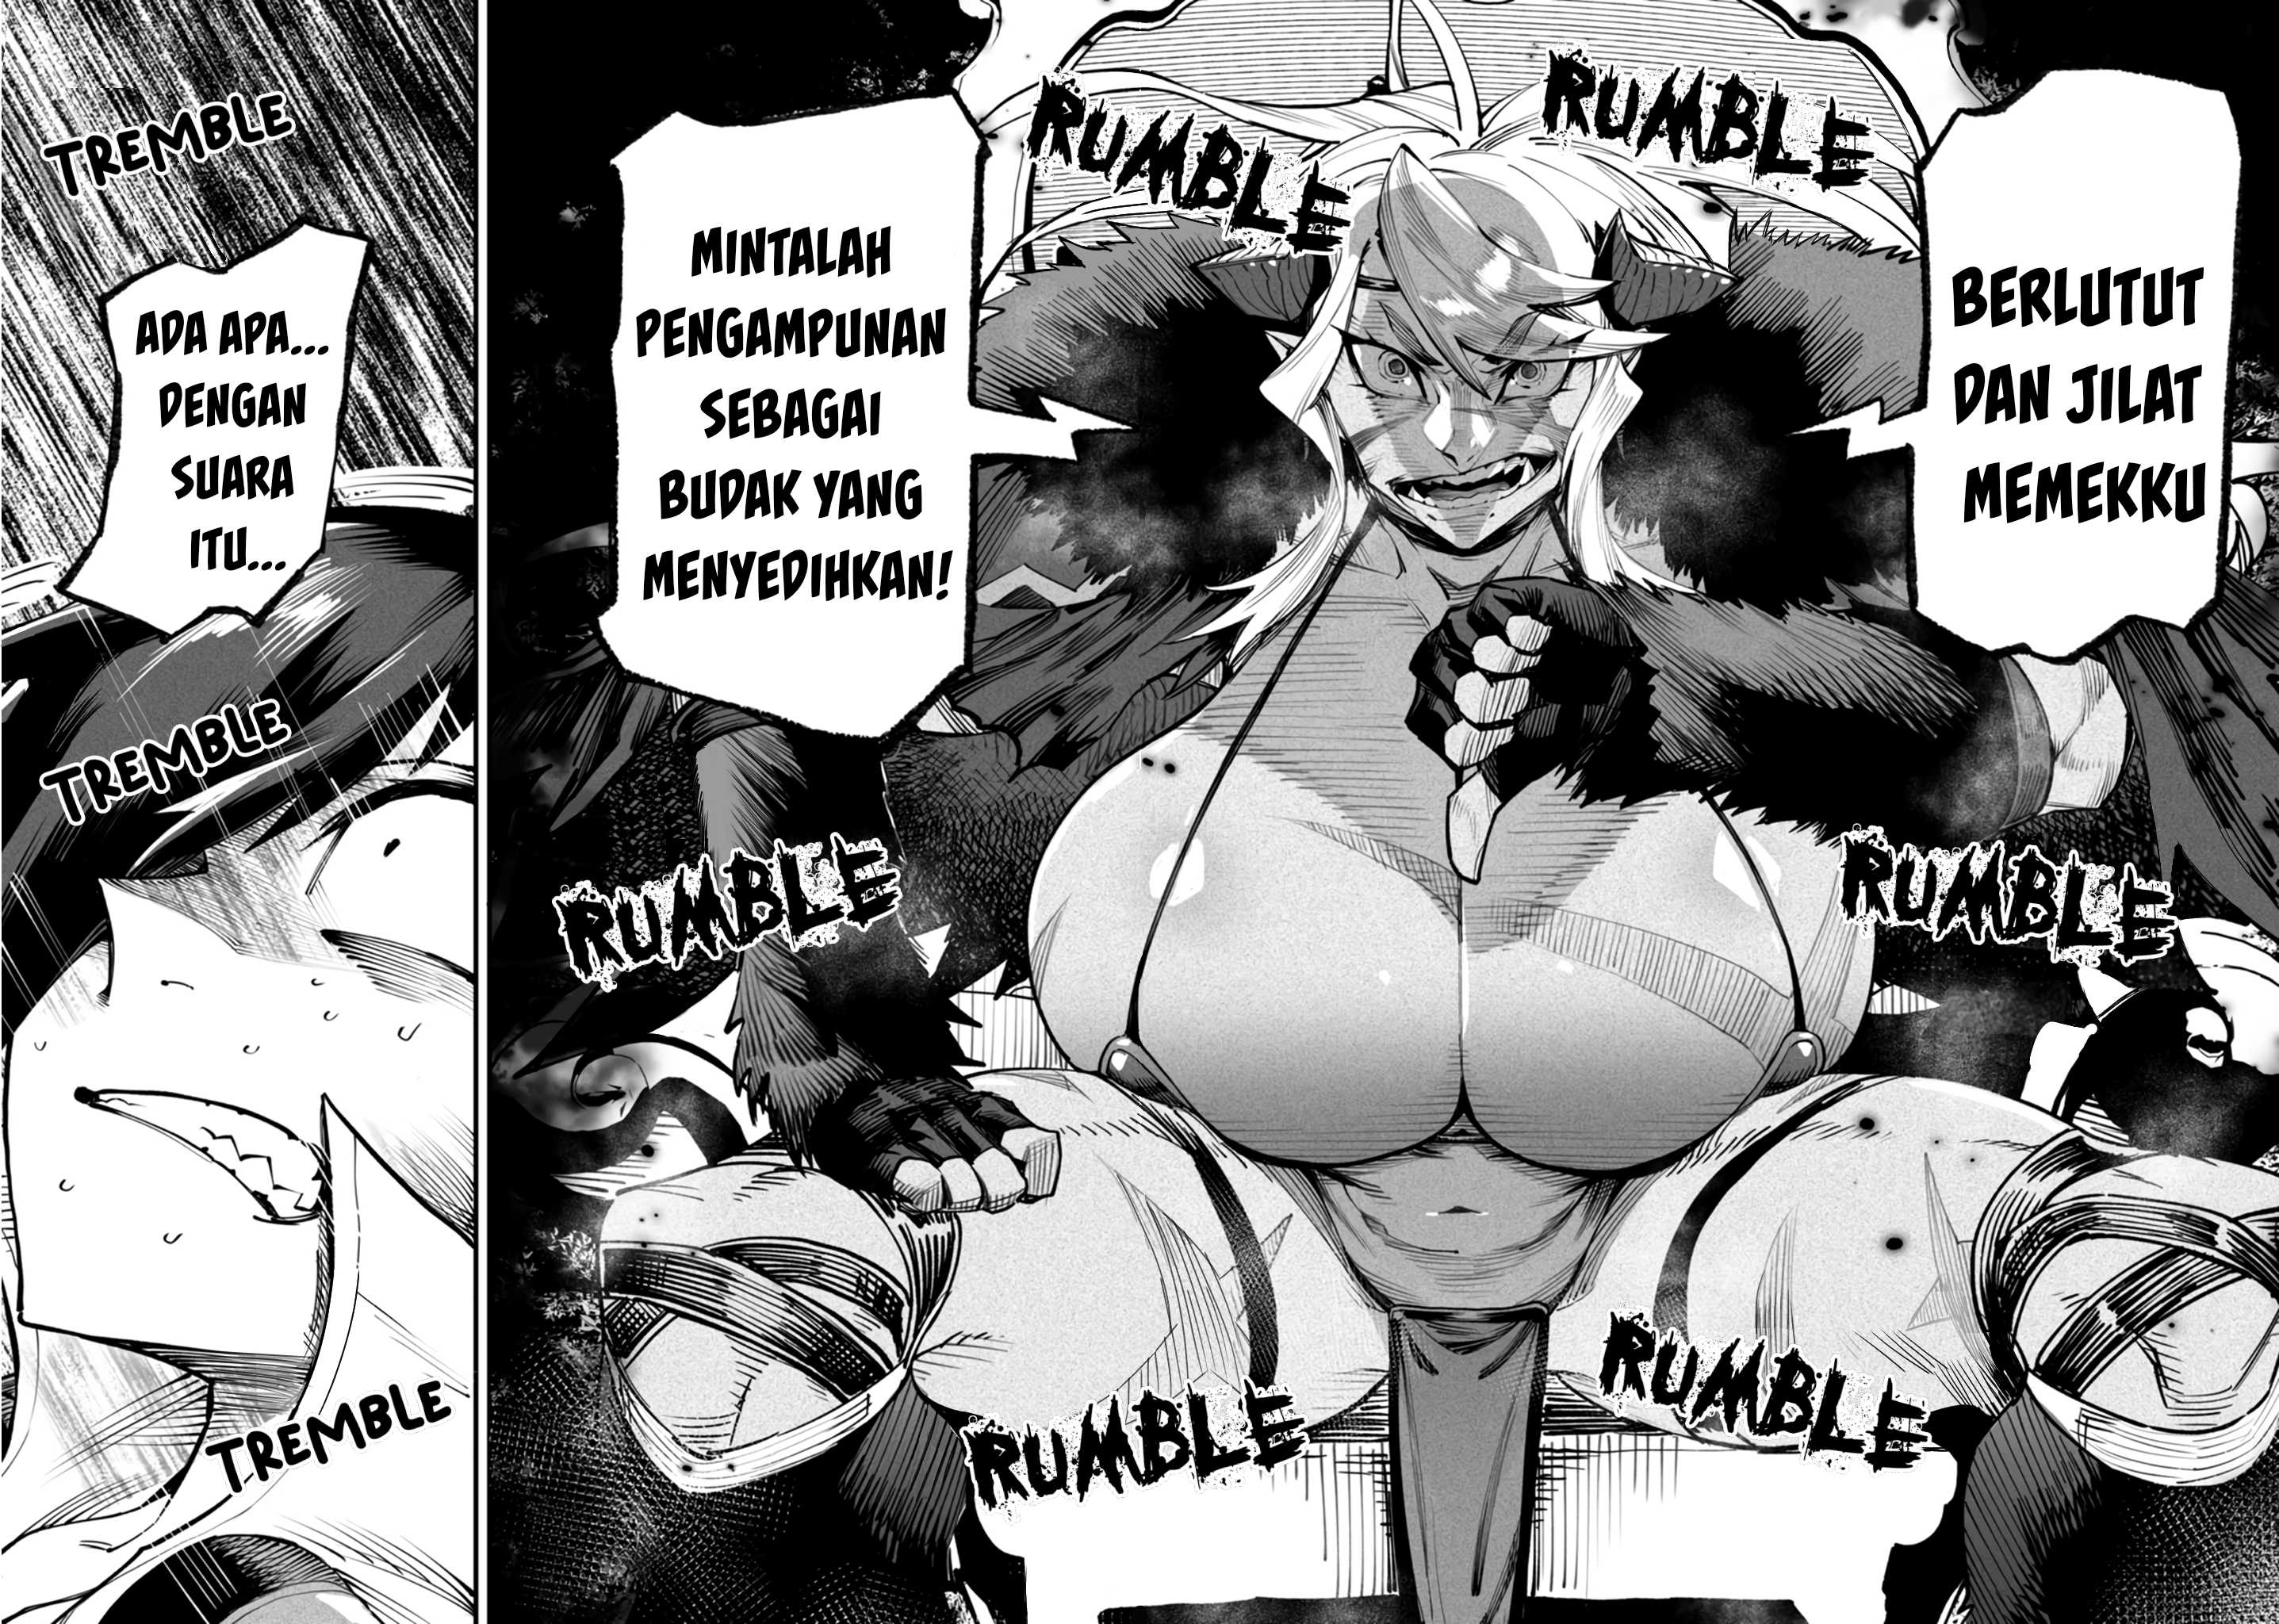 RUMBLE
RUMBLE
BERLUTUT
DAN JILAT
MEMEKKU
MINTALAH
PENGAMPUNAN
SEBAGAI
BUDAK YANG
MENYEDIHKAN!
RUMBLE
RUMBLE
RUMBLE
RUMBLE
TREMBLE
ADA APA...
DENGAN
SUARA
ITU...
TREMBLE
TREMBLE